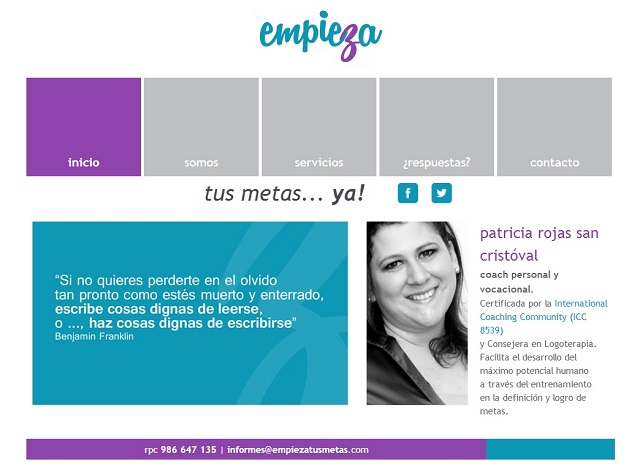 empieza
inicio
somos
servicios
¿respuestas?
contacto
tus metas... ya!
“Si no quieres perderte en el olvido
tan pronto como estés muerto y enterrado,
escribe cosas dignas de leerse,
o ..., haz cosas dignas de escribirse”
Benjamin Franklin
patricia rojas san
cristóval
coach personal y
vocacional.
Certificada por la International
Coaching Community (ICC
8539)
y Consejera en Logoterapia.
Facilita el desarrollo del
máximo potencial humano
a través del entrenamiento
en la definición y logro de
metas.
rpc 986 647 135 | informes@empiezatusmetas.com